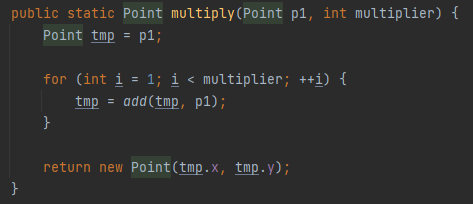 public static Point multiply(Point p1, int multiplier) {
    Point tmp = p1;

    for (int i = 1; i < multiplier; ++i) {
        tmp = add(tmp, p1);
    }

    return new Point(tmp.x, tmp.y);
}